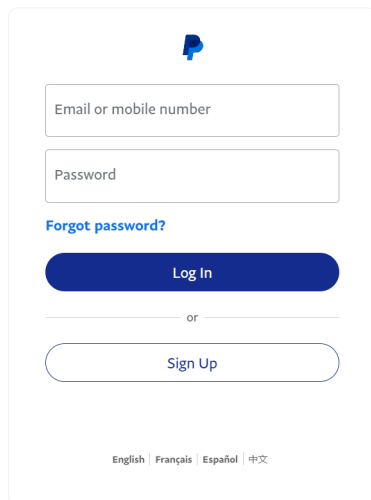 Email or mobile number
Password
Forgot password?
Log In
or
Sign Up
English | Français | Español | 中文